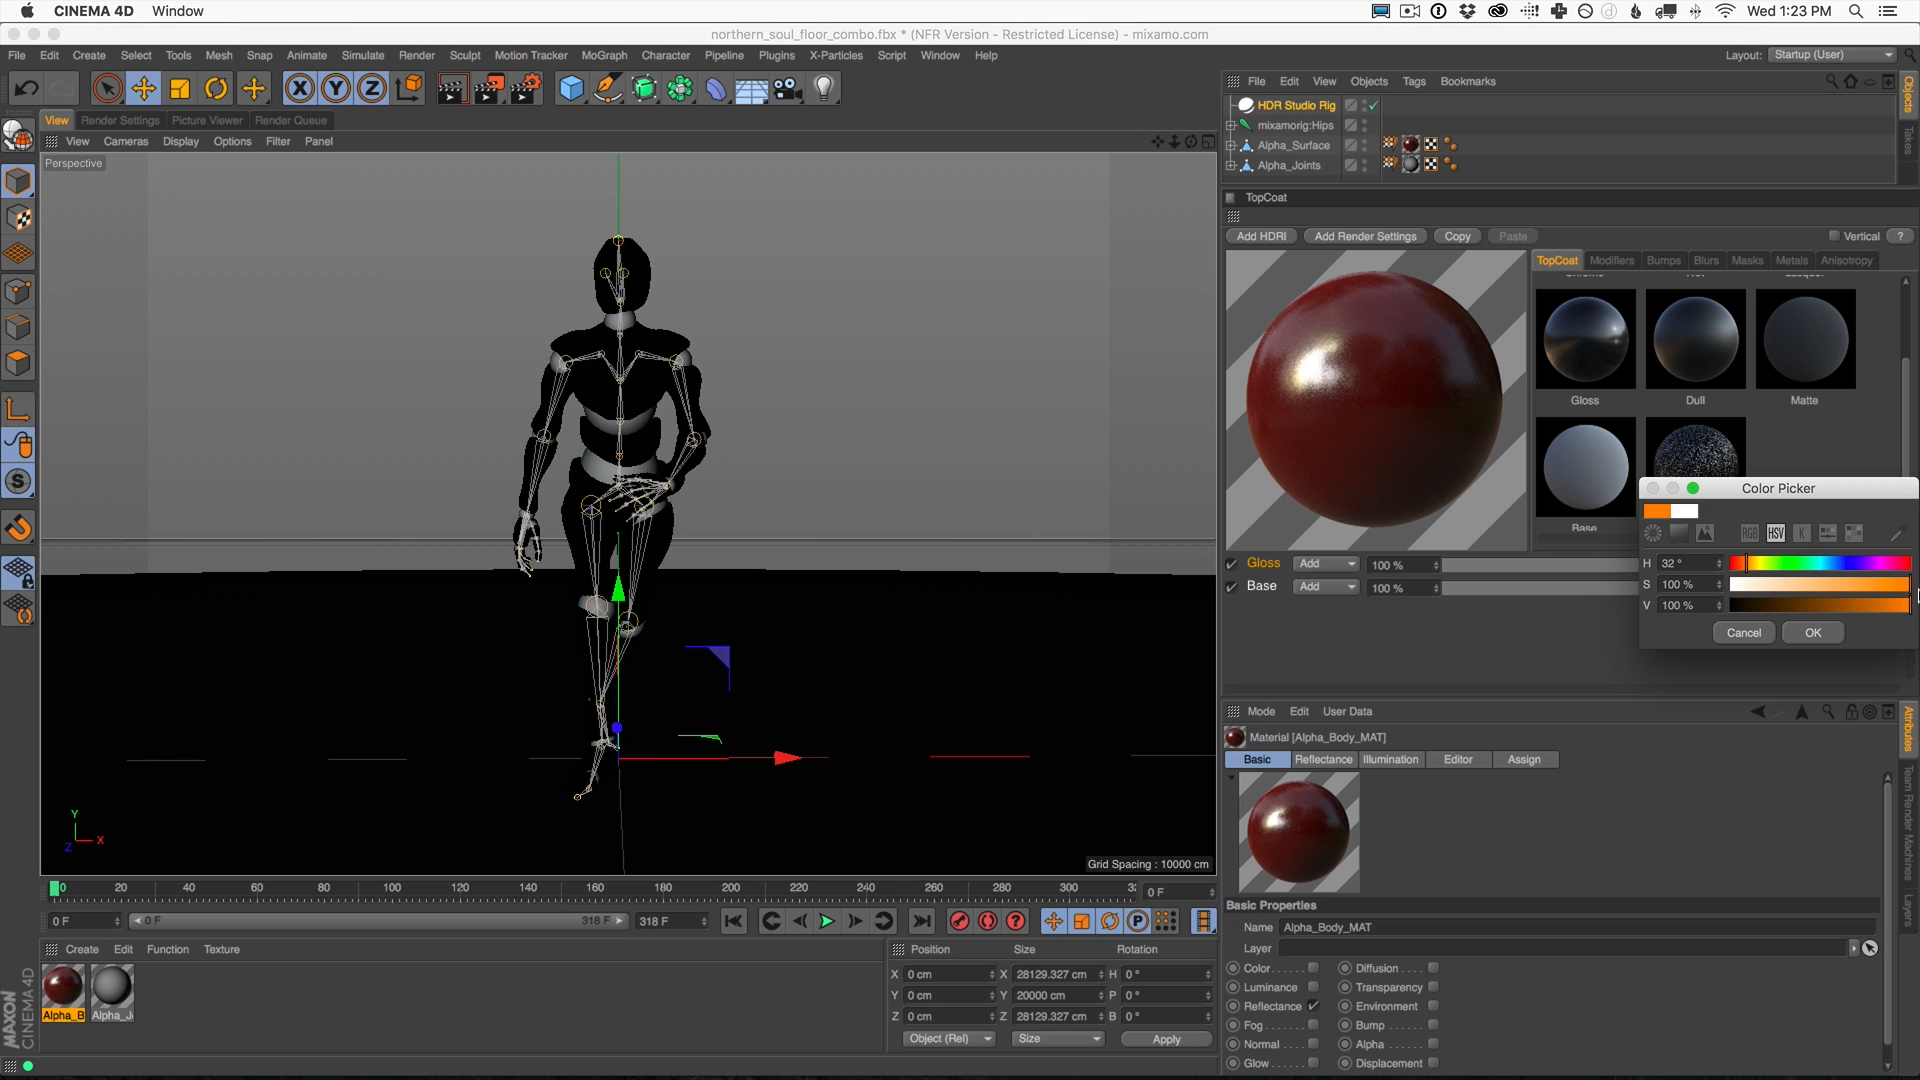 CINEMA 4D Window
Wed 1:23 PM
northern_soul_floor_combo.fbx * (NFR Version - Restricted License) - mixamo.com
File Edit Create Select Tools Mesh Snap Animate Simulate Render Sculpt Motion Tracker MoGraph Character Pipeline Plugins X-Particles Script Window Help
Layout: Startup (User)
X Y Z
File Edit View Objects Tags Bookmarks
Objects
Takes
View Render Settings Picture Viewer Render Queue
View Cameras Display Options Filter Panel
Perspective
HDR Studio Rig
mixamorig:Hips
Alpha_Surface
Alpha_Joints
TopCoat
Add HDRI Add Render Settings Copy Paste Vertical ?
TopCoat Modifiers Bumps Blurs Masks Metals Anisotropy
Gloss Dull Matte
Base
Gloss Add 100 %
Base Add 100 %
Color Picker
RGB HSV K
H 32 °
S 100 %
V 100 %
Cancel OK
Y
Z X
Grid Spacing : 10000 cm
0 20 40 60 80 100 120 140 160 180 200 220 240 260 280 300 3: 0 F
0 F 0 F 318 F 318 F
P
Create Edit Function Texture
Alpha_B Alpha_J
Position Size Rotation
X 0 cm X 28129.327 cm H 0 °
Y 0 cm Y 20000 cm P 0 °
Z 0 cm Z 28129.327 cm B 0 °
Object (Rel) Size Apply
MAXON
CINEMA 4D
Mode Edit User Data
Attributes
Team Render Machines
Layers
Material [Alpha_Body_MAT]
Basic Reflectance Illumination Editor Assign
Basic Properties
Name Alpha_Body_MAT
Layer
Color...... Diffusion ....
Luminance Transparency
Reflectance Environment
Fog......... Bump......
Normal..... Alpha ......
Glow....... Displacement